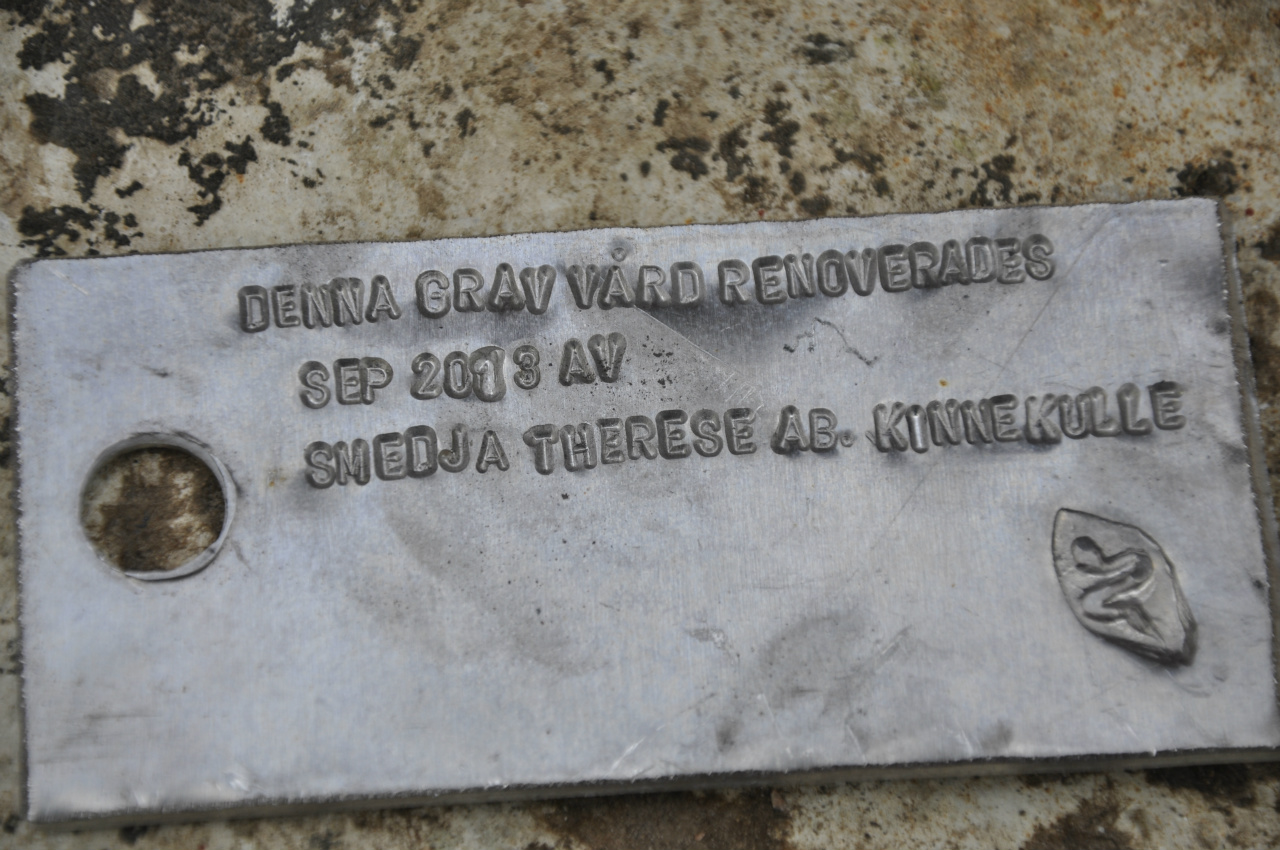 DENNA GRAV VÅRD RENOVERADES
SEP 2013 AV
SMEDJA THERESE AB. KINNEKULLE